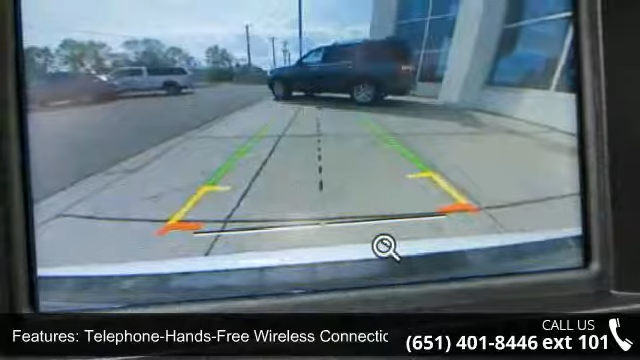 CALL US
Features: Telephone-Hands-Free Wireless Connectic
(651) 401-8446 ext 101